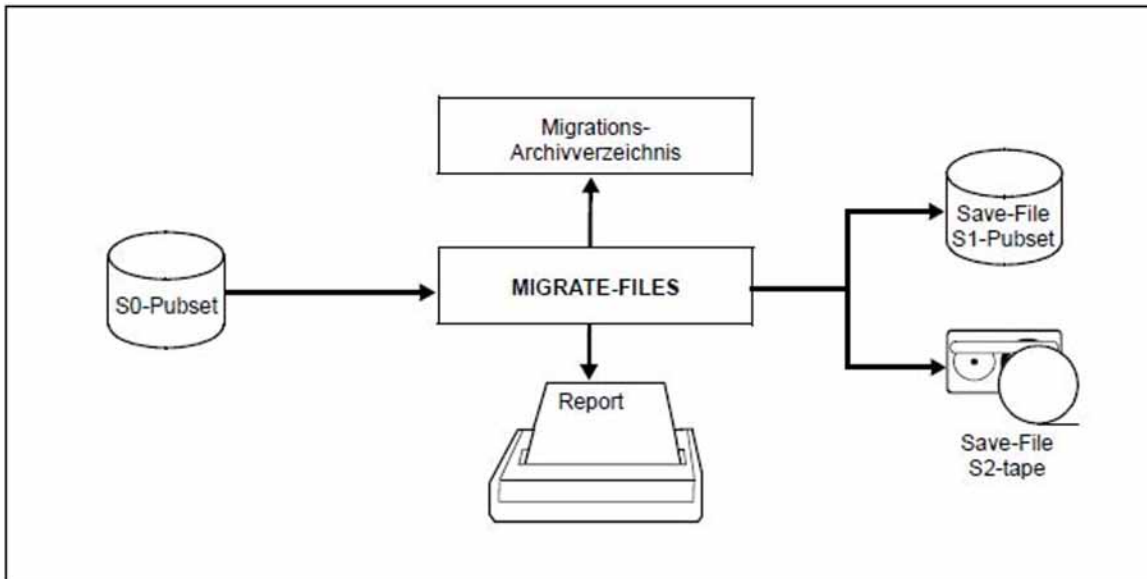 Migrations-
Archivverzeichnis
Save-File
S1-Pubset
S0-Pubset
MIGRATE-FILES
Report
Save-File
S2-tape